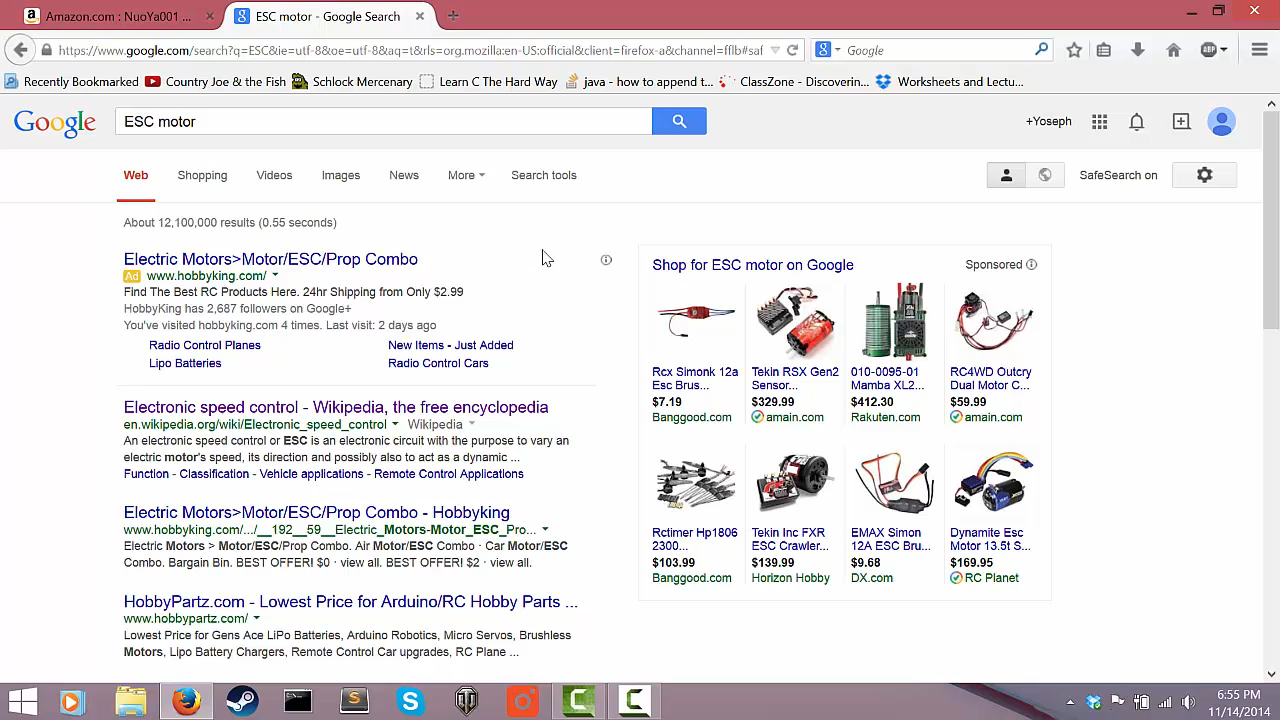 Amazon.com : NuoYa001 ...
ESC motor - Google Search
https://www.google.com/search?q=ESC&ie=utf-8&oe=utf-8&aq=t&rls=org.mozilla:en-US:official&client=firefox-a&channel=fflb#saf
Google
ABP
Recently Bookmarked
Country Joe & the Fish
Schlock Mercenary
Learn C The Hard Way
java - how to append t...
ClassZone - Discoverin...
Worksheets and Lectu...
Google
ESC motor
+Yoseph
Web
Shopping
Videos
Images
News
More
Search tools
SafeSearch on
About 12,100,000 results (0.55 seconds)
Electric Motors>Motor/ESC/Prop Combo
Ad www.hobbyking.com/
Find The Best RC Products Here. 24hr Shipping from Only $2.99
HobbyKing has 2,687 followers on Google+
You've visited hobbyking.com 4 times. Last visit: 2 days ago
Radio Control Planes
New Items - Just Added
Lipo Batteries
Radio Control Cars
Electronic speed control - Wikipedia, the free encyclopedia
en.wikipedia.org/wiki/Electronic_speed_control Wikipedia
An electronic speed control or ESC is an electronic circuit with the purpose to vary an
electric motor's speed, its direction and possibly also to act as a dynamic ...
Function - Classification - Vehicle applications - Remote Control Applications
Electric Motors>Motor/ESC/Prop Combo - Hobbyking
www.hobbyking.com/.../__192__59__Electric_Motors-Motor_ESC_Pro...
Electric Motors > Motor/ESC/Prop Combo. Air Motor/ESC Combo · Car Motor/ESC
Combo. Bargain Bin. BEST OFFER! $0 · view all. BEST OFFER! $2 · view all.
HobbyPartz.com - Lowest Price for Arduino/RC Hobby Parts ...
www.hobbypartz.com/
Lowest Price for Gens Ace LiPo Batteries, Arduino Robotics, Micro Servos, Brushless
Motors, Lipo Battery Chargers, Remote Control Car upgrades, RC Plane ...
Shop for ESC motor on Google
Sponsored
Rcx Simonk 12a
Esc Brus...
$7.19
Banggood.com
Tekin RSX Gen2
Sensor...
$329.99
amain.com
010-0095-01
Mamba XL2...
$412.30
Rakuten.com
RC4WD Outcry
Dual Motor C...
$59.99
amain.com
Rctimer Hp1806
2300...
$103.99
Banggood.com
Tekin Inc FXR
ESC Crawler...
$139.99
Horizon Hobby
EMAX Simon
12A ESC Bru...
$9.68
DX.com
Dynamite Esc
Motor 13.5t S...
$169.95
RC Planet
6:55 PM
11/14/2014